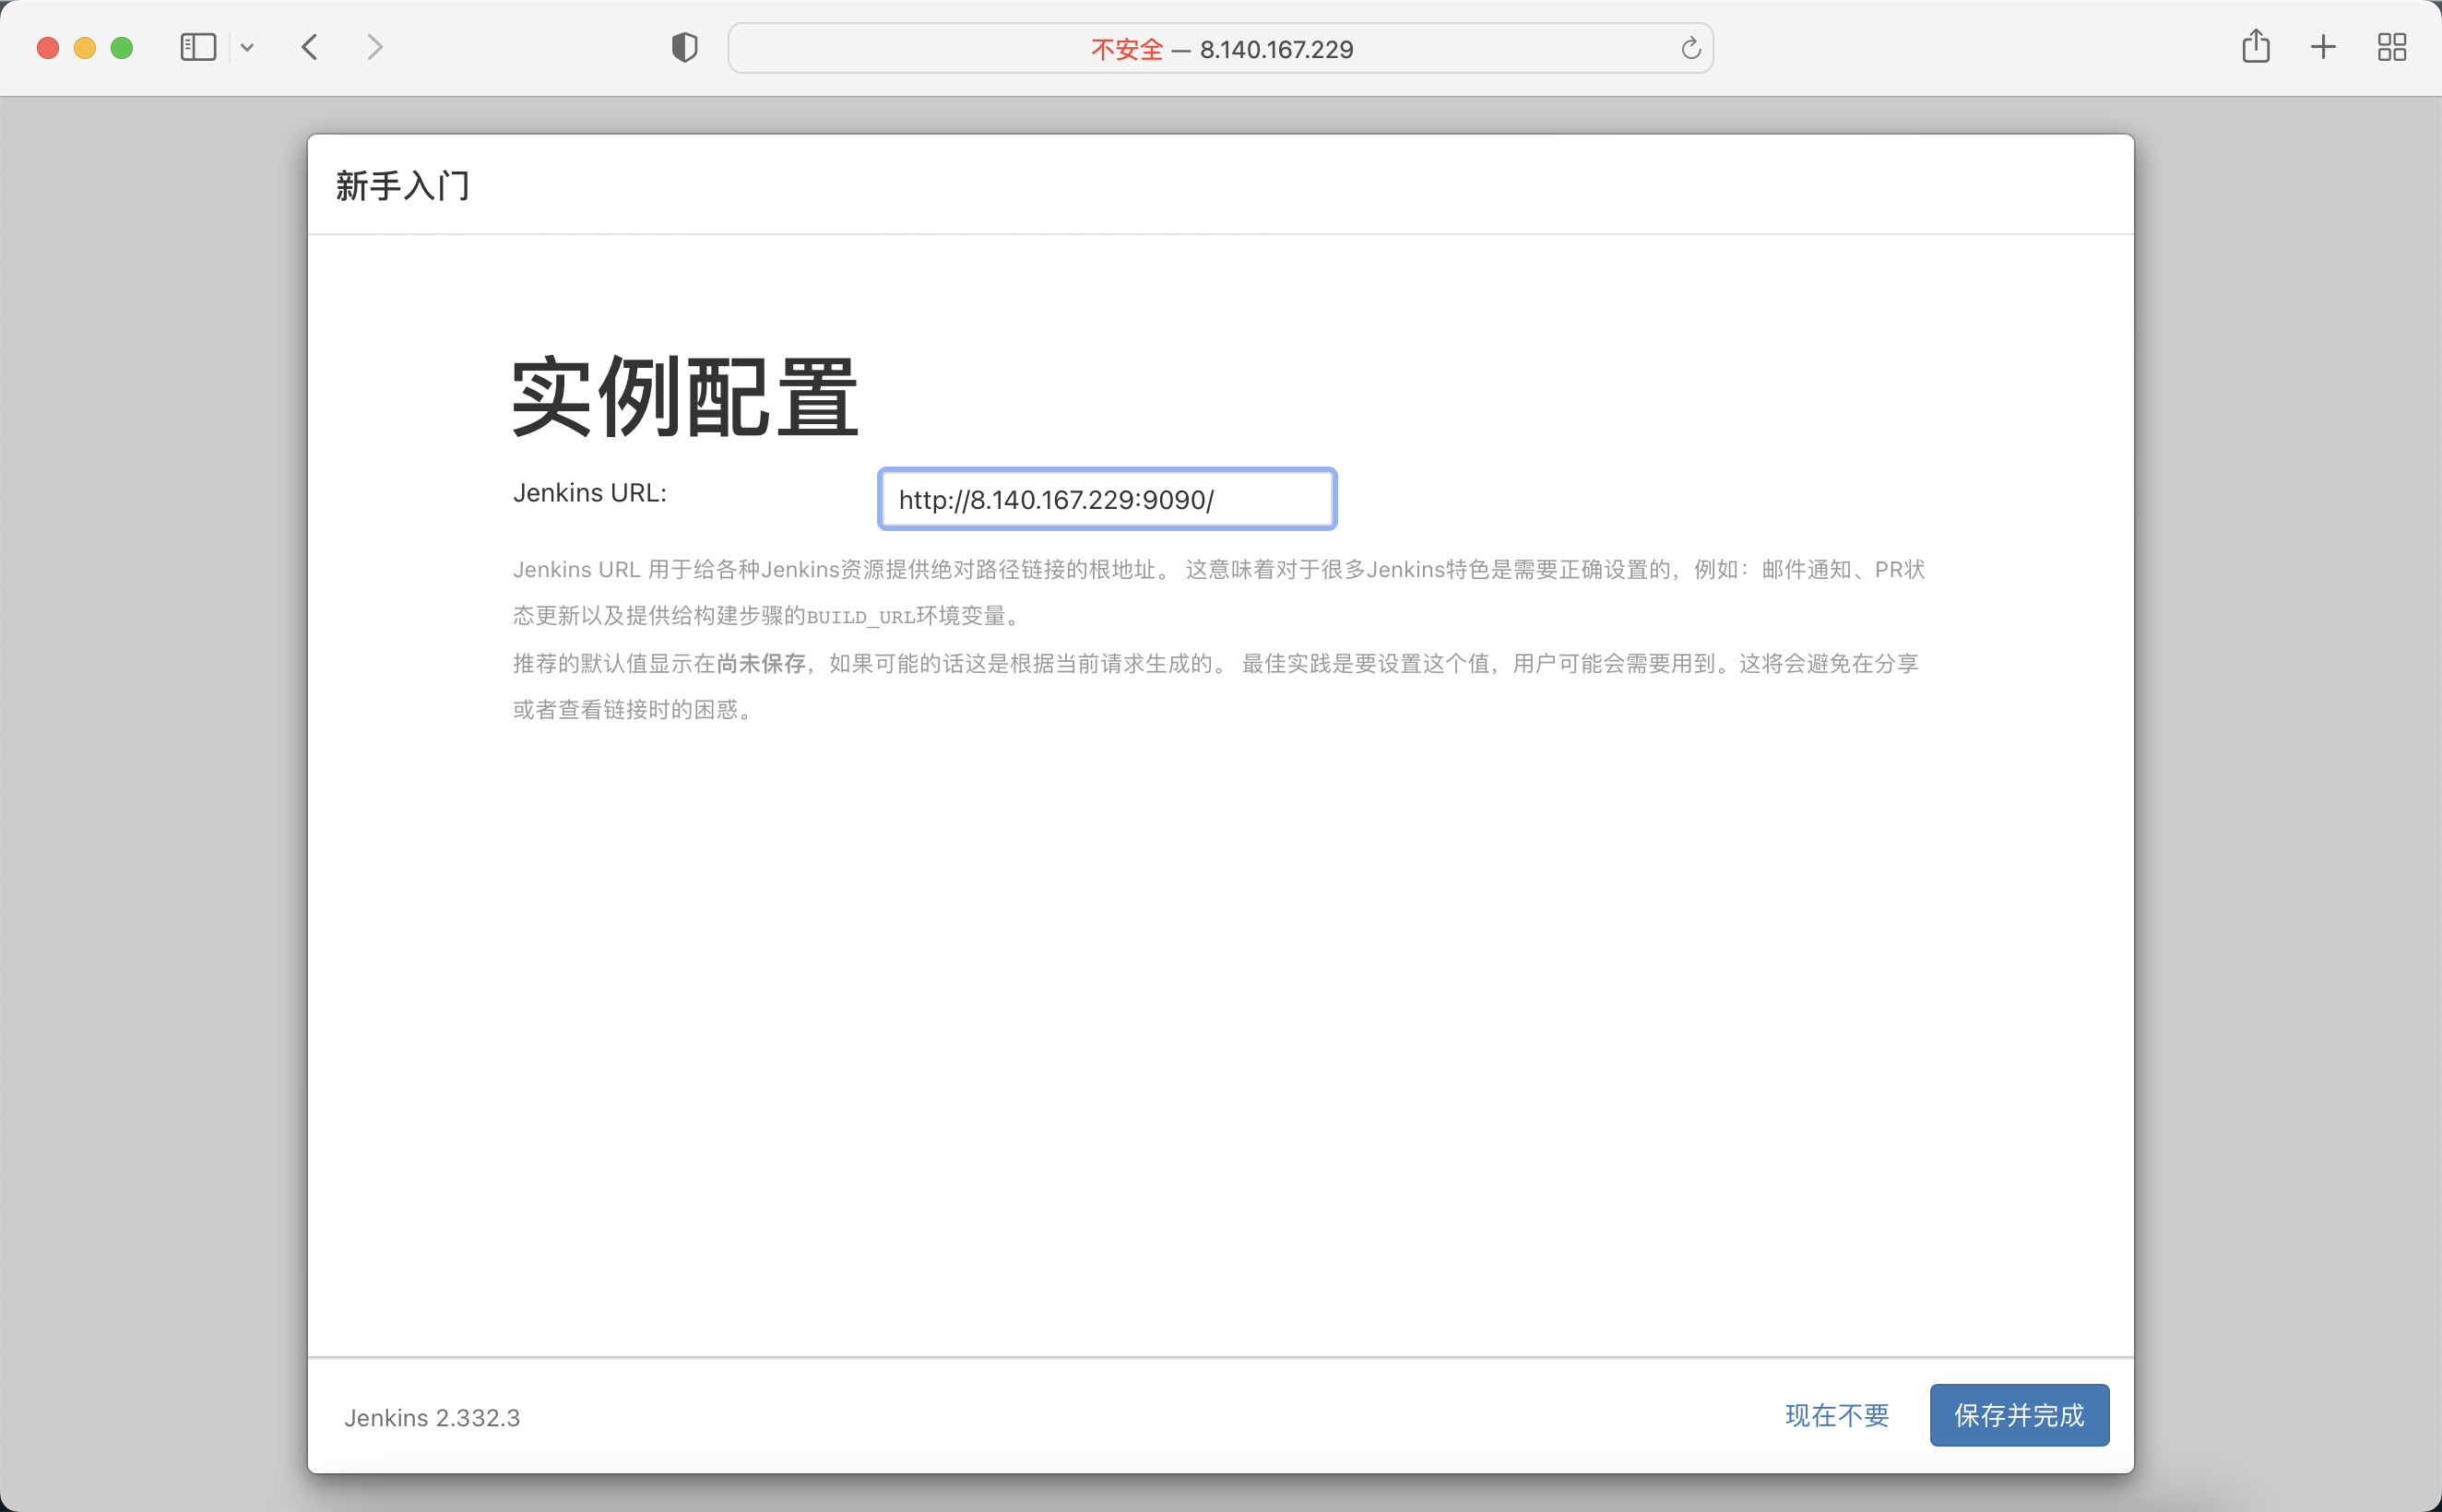 不安全 — 8.140.167.229
新手入门
实例配置
Jenkins URL:
http://8.140.167.229:9090/
Jenkins URL 用于给各种Jenkins资源提供绝对路径链接的根地址。 这意味着对于很多Jenkins特色是需要正确设置的，例如：邮件通知、PR状
态更新以及提供给构建步骤的BUILD_URL环境变量。
推荐的默认值显示在尚未保存，如果可能的话这是根据当前请求生成的。 最佳实践是要设置这个值，用户可能会需要用到。这将会避免在分享
或者查看链接时的困惑。
Jenkins 2.332.3
现在不要
保存并完成